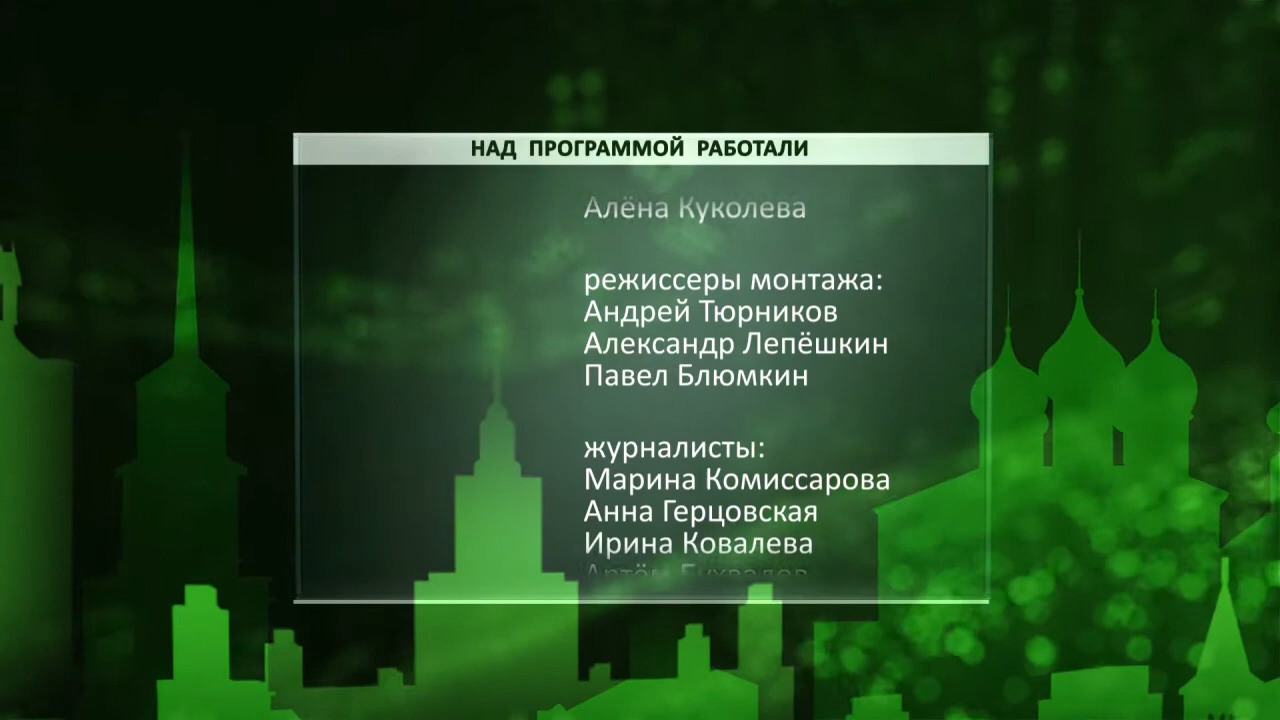 НАД ПРОГРАММОЙ РАБОТАЛИ
Алёна Куколева
режиссеры монтажа:
Андрей Тюрников
Александр Лепёшкин
Павел Блюмкин
журналисты:
Марина Комиссарова
Анна Герцовская
Ирина Ковалева
Артём